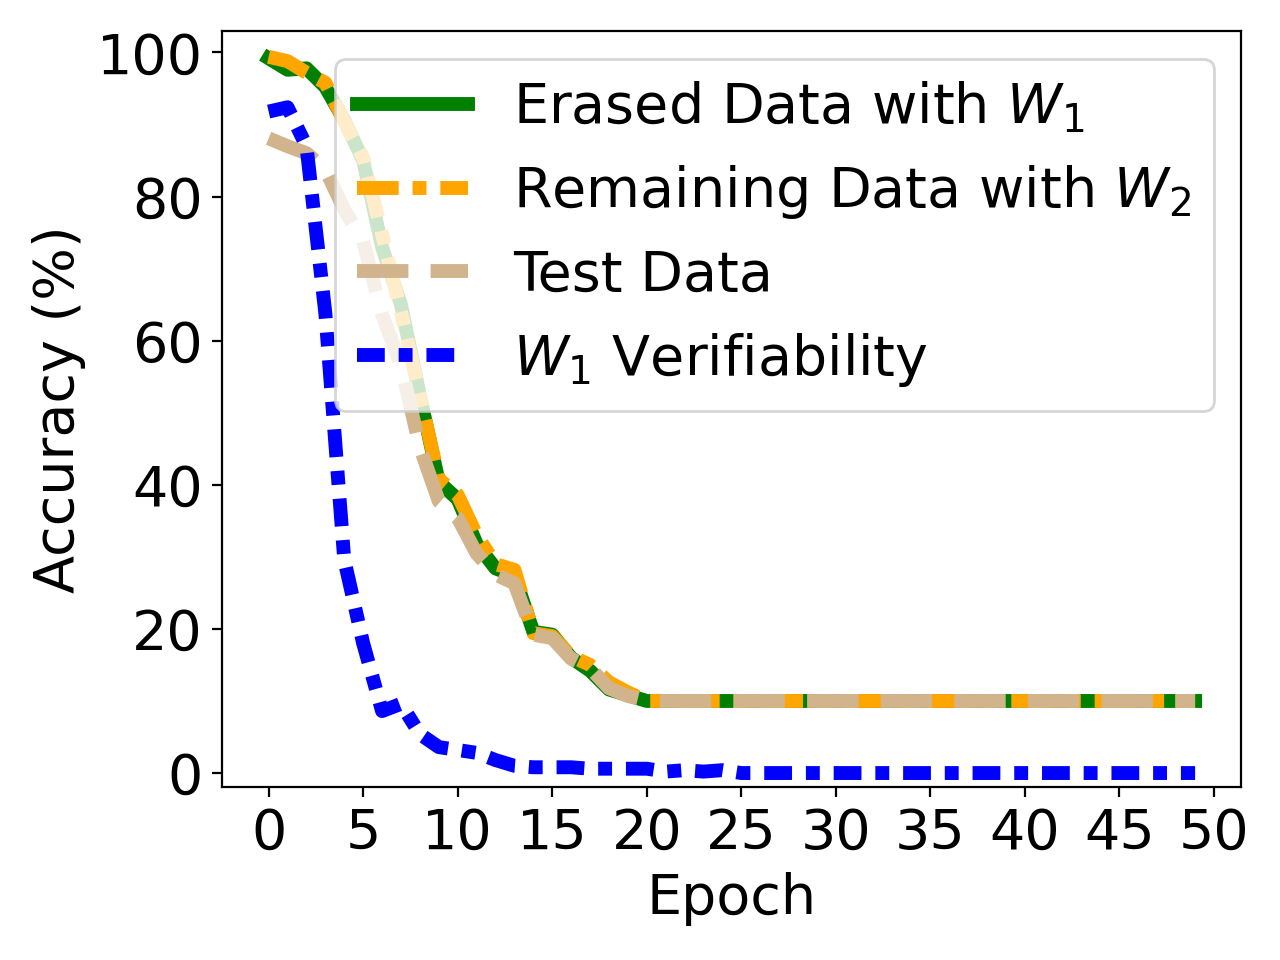 100
80
60
40
20
0
Accuracy (%)
Erased Data with W₁
Remaining Data with W₂
Test Data
W₁ Verifiability
0 5 10 15 20 25 30 35 40 45 50
Epoch